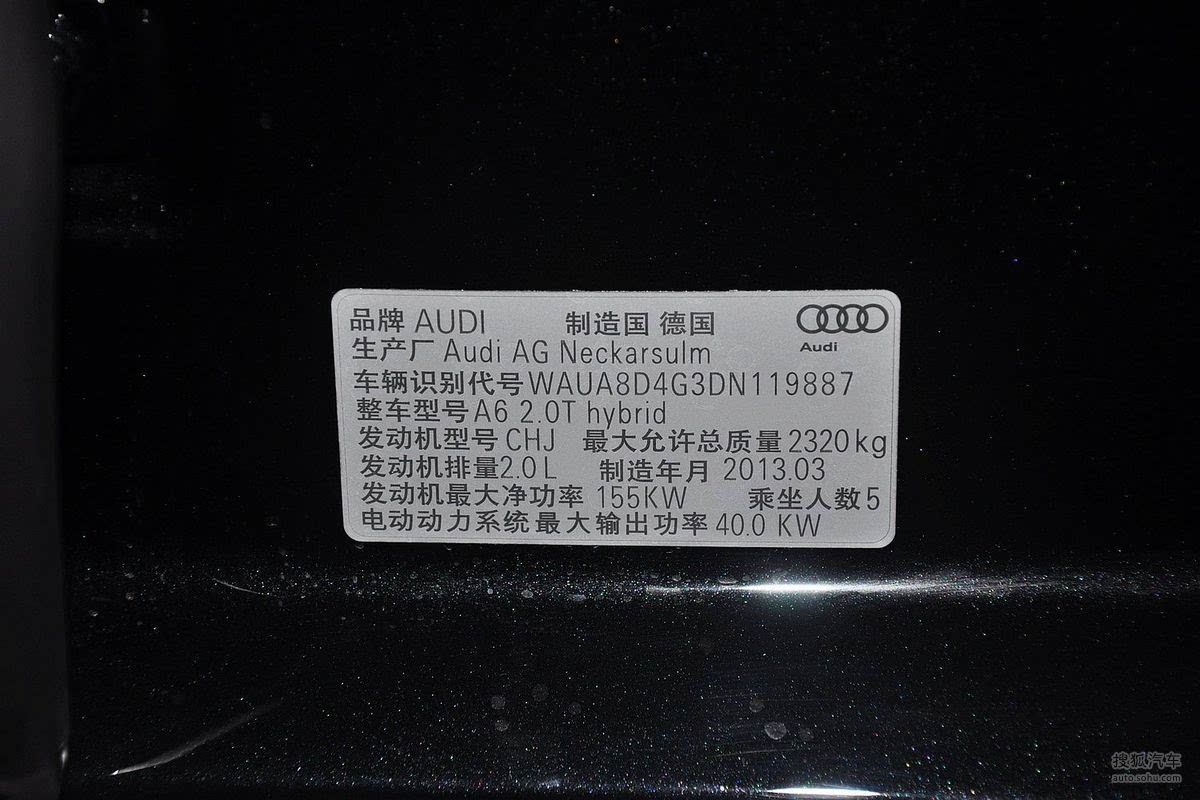 品牌 AUDI 制造国 德国
Audi
生产厂 Audi AG Neckarsulm
车辆识别代号 WAUA8D4G3DN119887
整车型号 A6 2.0T hybrid
发动机型号 CHJ 最大允许总质量 2320kg
发动机排量 2.0L 制造年月 2013.03
发动机最大净功率 155KW 乘坐人数 5
电动动力系统最大输出功率 40.0 KW
搜狐汽车
auto.sohu.com